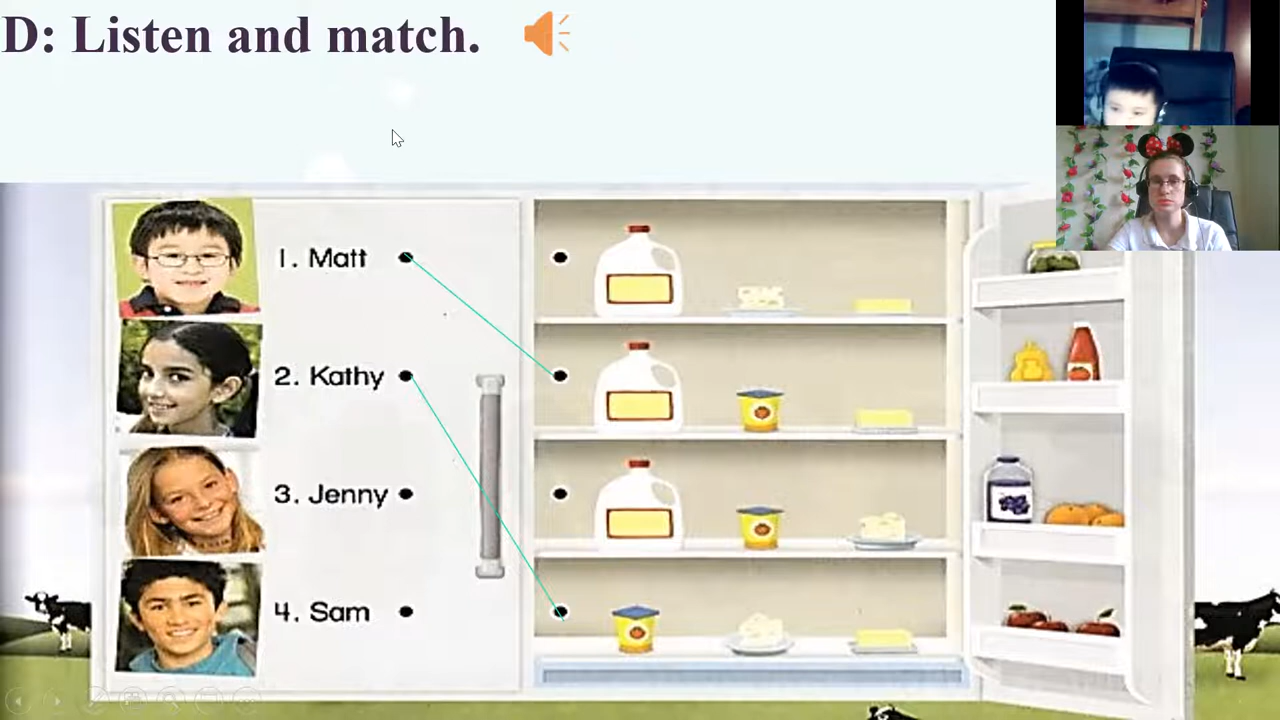 D: Listen and match.
1. Matt
2. Kathy
3. Jenny
4. Sam